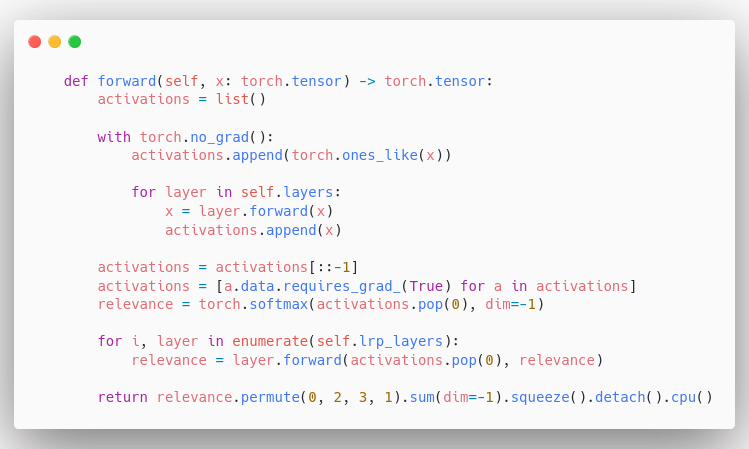 def forward(self, x: torch.tensor) -> torch.tensor:
activations = list()
with torch.no_grad():
activations.append(torch.ones_like(x))
for layer in self.layers:
x = layer.forward(x)
activations.append(x)
activations = activations[::-1]
activations = [a.data.requires_grad_(True) for a in activations]
relevance = torch.softmax(activations.pop(0), dim=-1)
for i, layer in enumerate(self.lrp_layers):
relevance = layer.forward(activations.pop(0), relevance)
return relevance.permute(0, 2, 3, 1).sum(dim=-1).squeeze().detach().cpu()